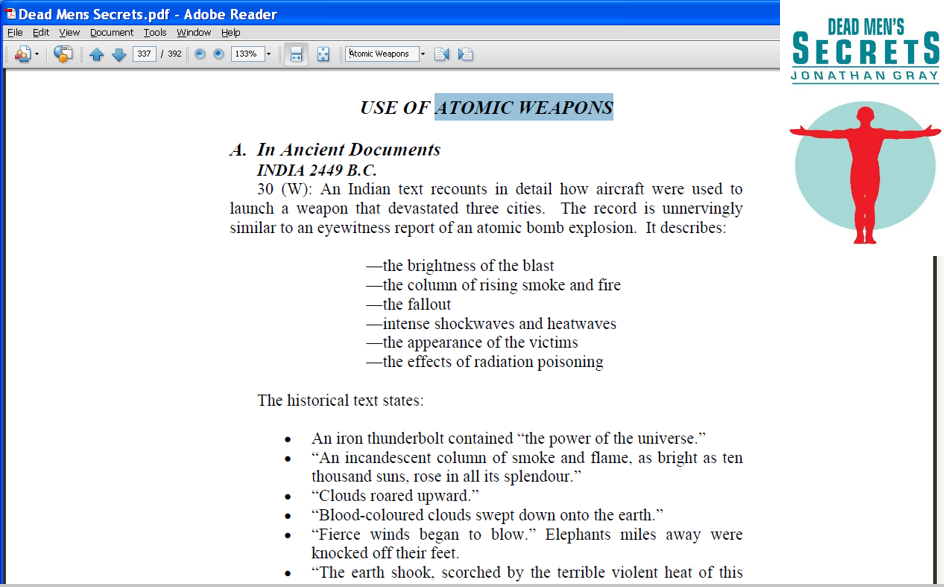 Dead Mens Secrets.pdf - Adobe Reader
File Edit View Document Tools Window Help
337 / 392 133% Atomic Weapons
DEAD MEN'S
SECRETS
JONATHAN GRAY
USE OF ATOMIC WEAPONS
A. In Ancient Documents
INDIA 2449 B.C.
30 (W): An Indian text recounts in detail how aircraft were used to
launch a weapon that devastated three cities. The record is unnervingly
similar to an eyewitness report of an atomic bomb explosion. It describes:
—the brightness of the blast
—the column of rising smoke and fire
—the fallout
—intense shockwaves and heatwaves
—the appearance of the victims
—the effects of radiation poisoning
The historical text states:
• An iron thunderbolt contained “the power of the universe.”
• “An incandescent column of smoke and flame, as bright as ten
thousand suns, rose in all its splendour.”
• “Clouds roared upward.”
• “Blood-coloured clouds swept down onto the earth.”
• “Fierce winds began to blow.” Elephants miles away were
knocked off their feet.
• “The earth shook, scorched by the terrible violent heat of this